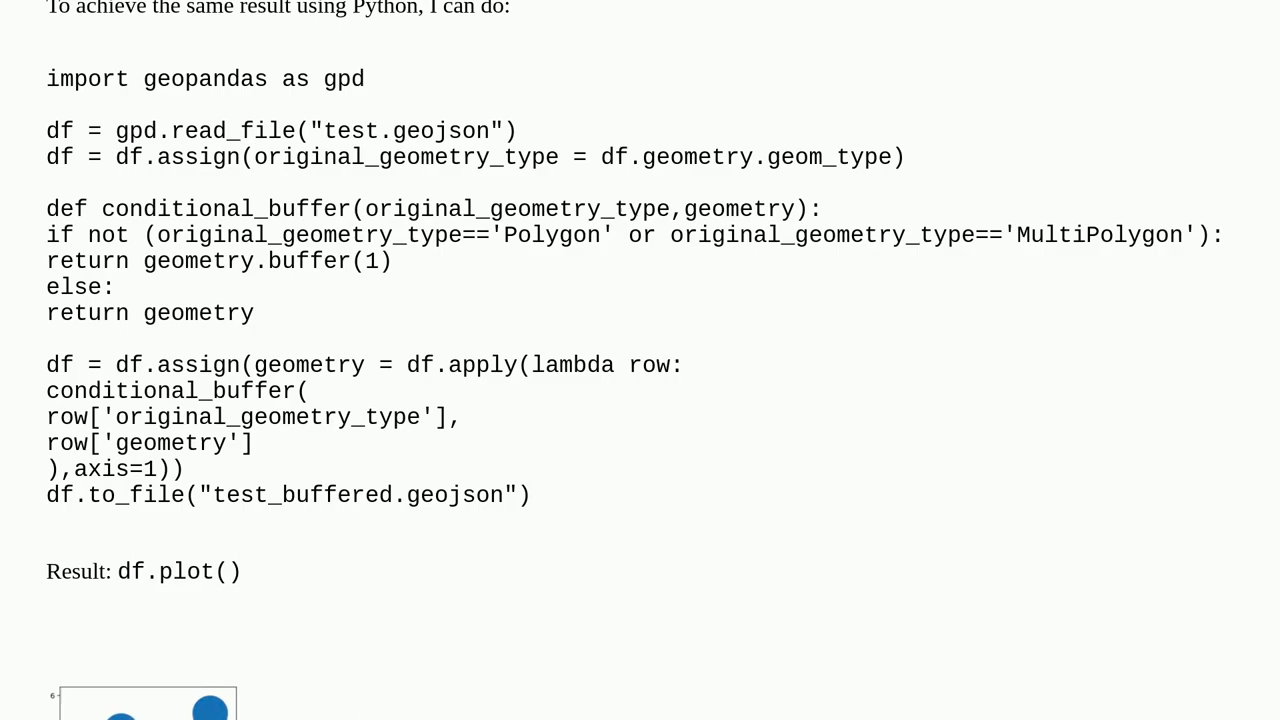 To achieve the same result using Python, I can do:
import geopandas as gpd
df = gpd.read_file("test.geojson")
df = df.assign(original_geometry_type = df.geometry.geom_type)
def conditional_buffer(original_geometry_type,geometry):
if not (original_geometry_type=='Polygon' or original_geometry_type=='MultiPolygon'):
return geometry.buffer(1)
else:
return geometry
df = df.assign(geometry = df.apply(lambda row:
conditional_buffer(
row['original_geometry_type'],
row['geometry']
),axis=1))
df.to_file("test_buffered.geojson")
Result: df.plot()
6